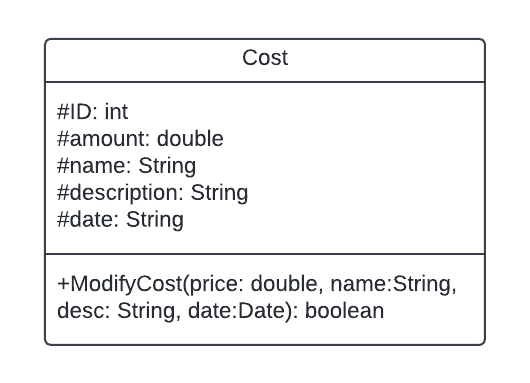 Cost
#ID: int
#amount: double
#name: String
#description: String
#date: String
+ModifyCost(price: double, name:String,
desc: String, date:Date): boolean